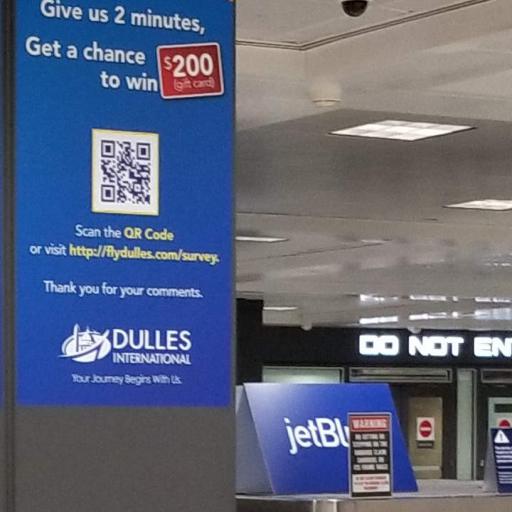 Give us 2 minutes,
Get a chance
to win
$200
(gift card)
Scan the QR Code
or visit http://flydulles.com/survey.
Thank you for your comments.
DULLES
INTERNATIONAL
Your Journey Begins With Us.
DO NOT EN
jetBl
WARNING